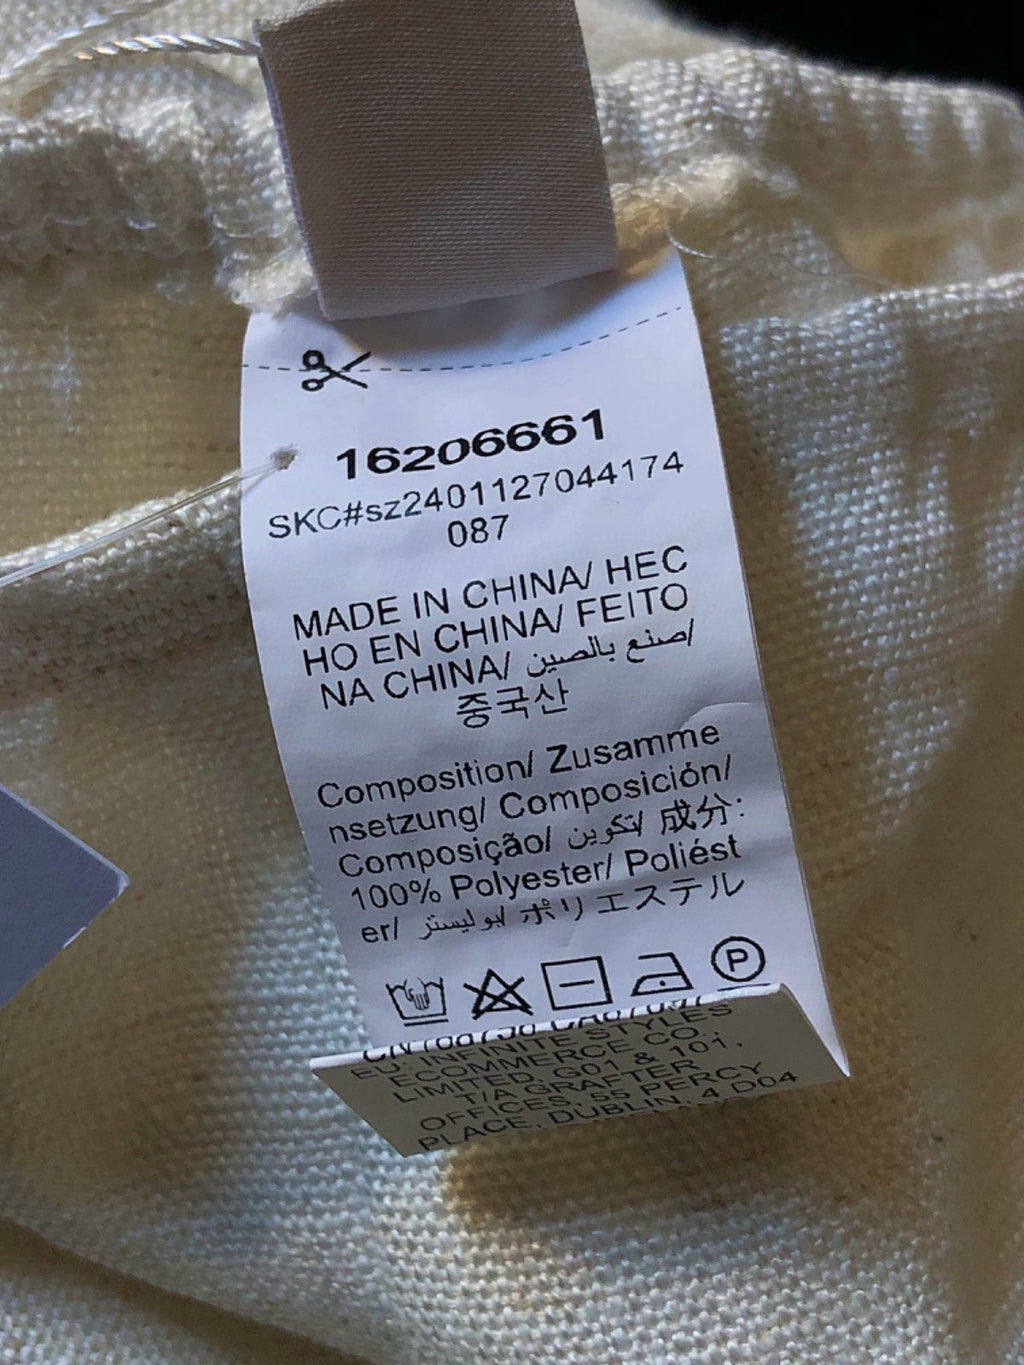 16206661
SKC#sz2401127044174
087
MADE IN CHINA/ HEC
HO EN CHINA/ FEITO
NA CHINA/ صنع بالصين/
중국산
Composition/ Zusamme
nsetzung/ Composición/
Composição/ تكوين/ 成分:
100% Polyester/ Poliést
er/ بوليستر/ ポリエステル
P
EU: INFINITE STYLES
ECOMMERCE CO.,
LIMITED, G01 & 101,
T/A GRAFTER
OFFICES, 55 PERCY
PLACE, DUBLIN, 4, D04